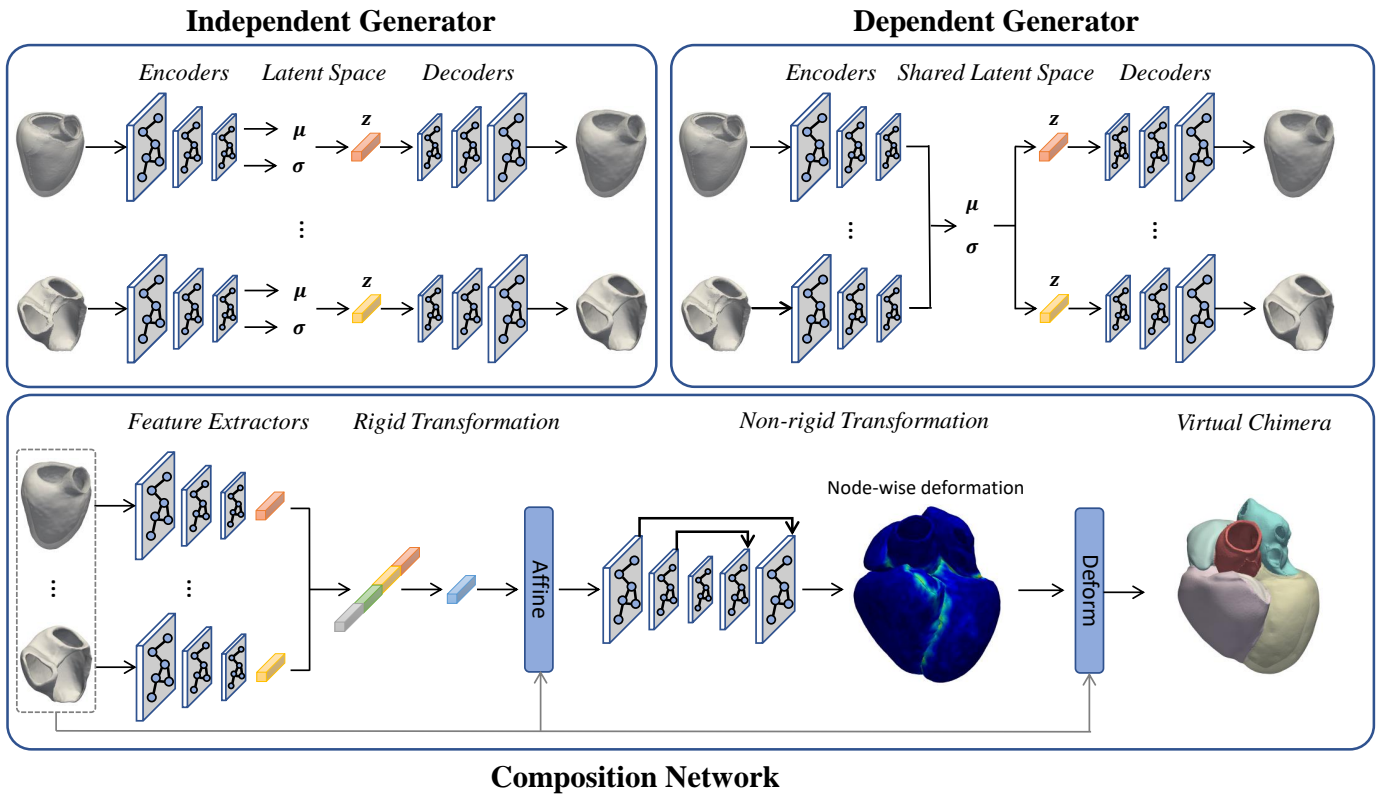 Independent Generator
Dependent Generator
Encoders Latent Space Decoders
μ z
σ
⋮
μ z
σ
Encoders Shared Latent Space Decoders
z
⋮ μ ⋮
σ
z
Feature Extractors Rigid Transformation Non-rigid Transformation Virtual Chimera
Node-wise deformation
⋮ ⋮
Affine
Deform
Composition Network